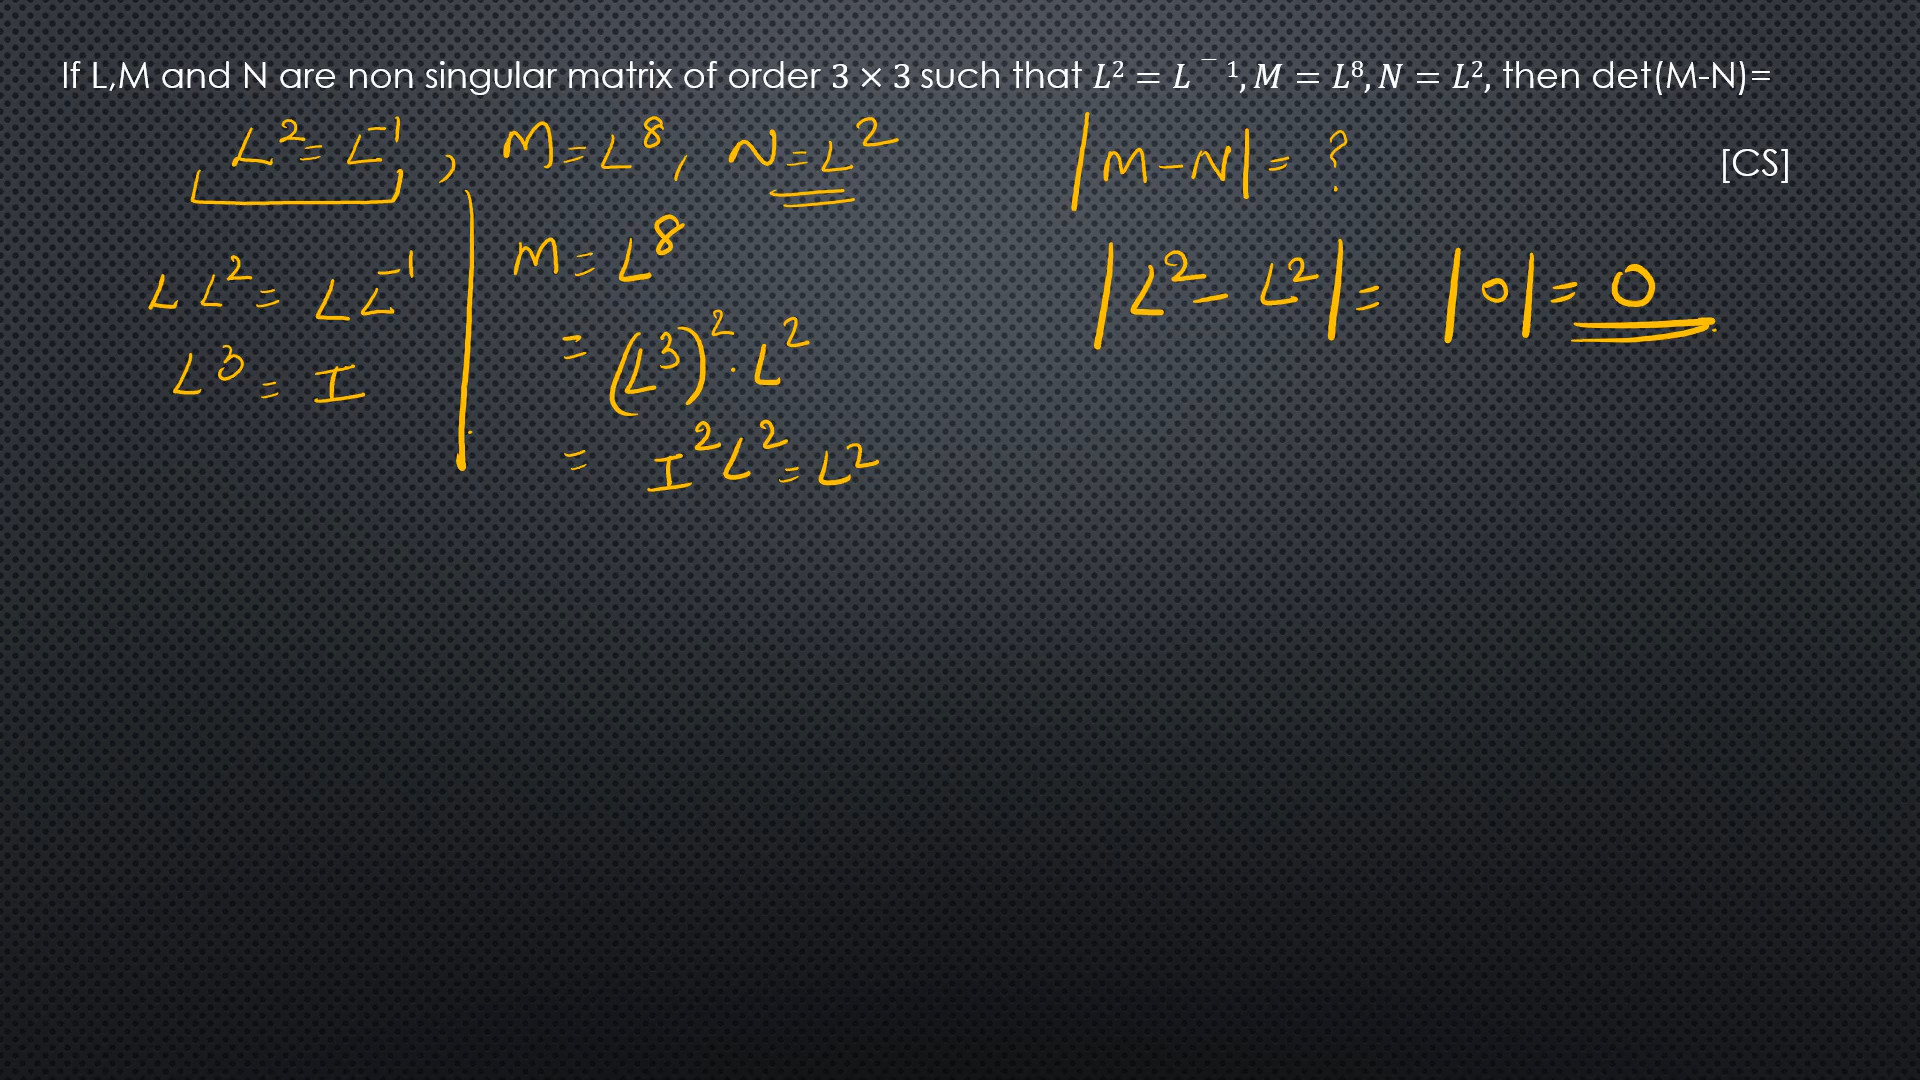 If L,M and N are non singular matrix of order 3 × 3 such that L² = L⁻¹, M = L⁸, N = L², then det(M-N)=
L² = L⁻¹, M = L⁸, N = L² |M - N| = ?
[CS]
L L² = L L⁻¹
L³ = I
M = L⁸
= (L³)² . L²
= I² L² = L²
|L² - L²| = |0| = 0